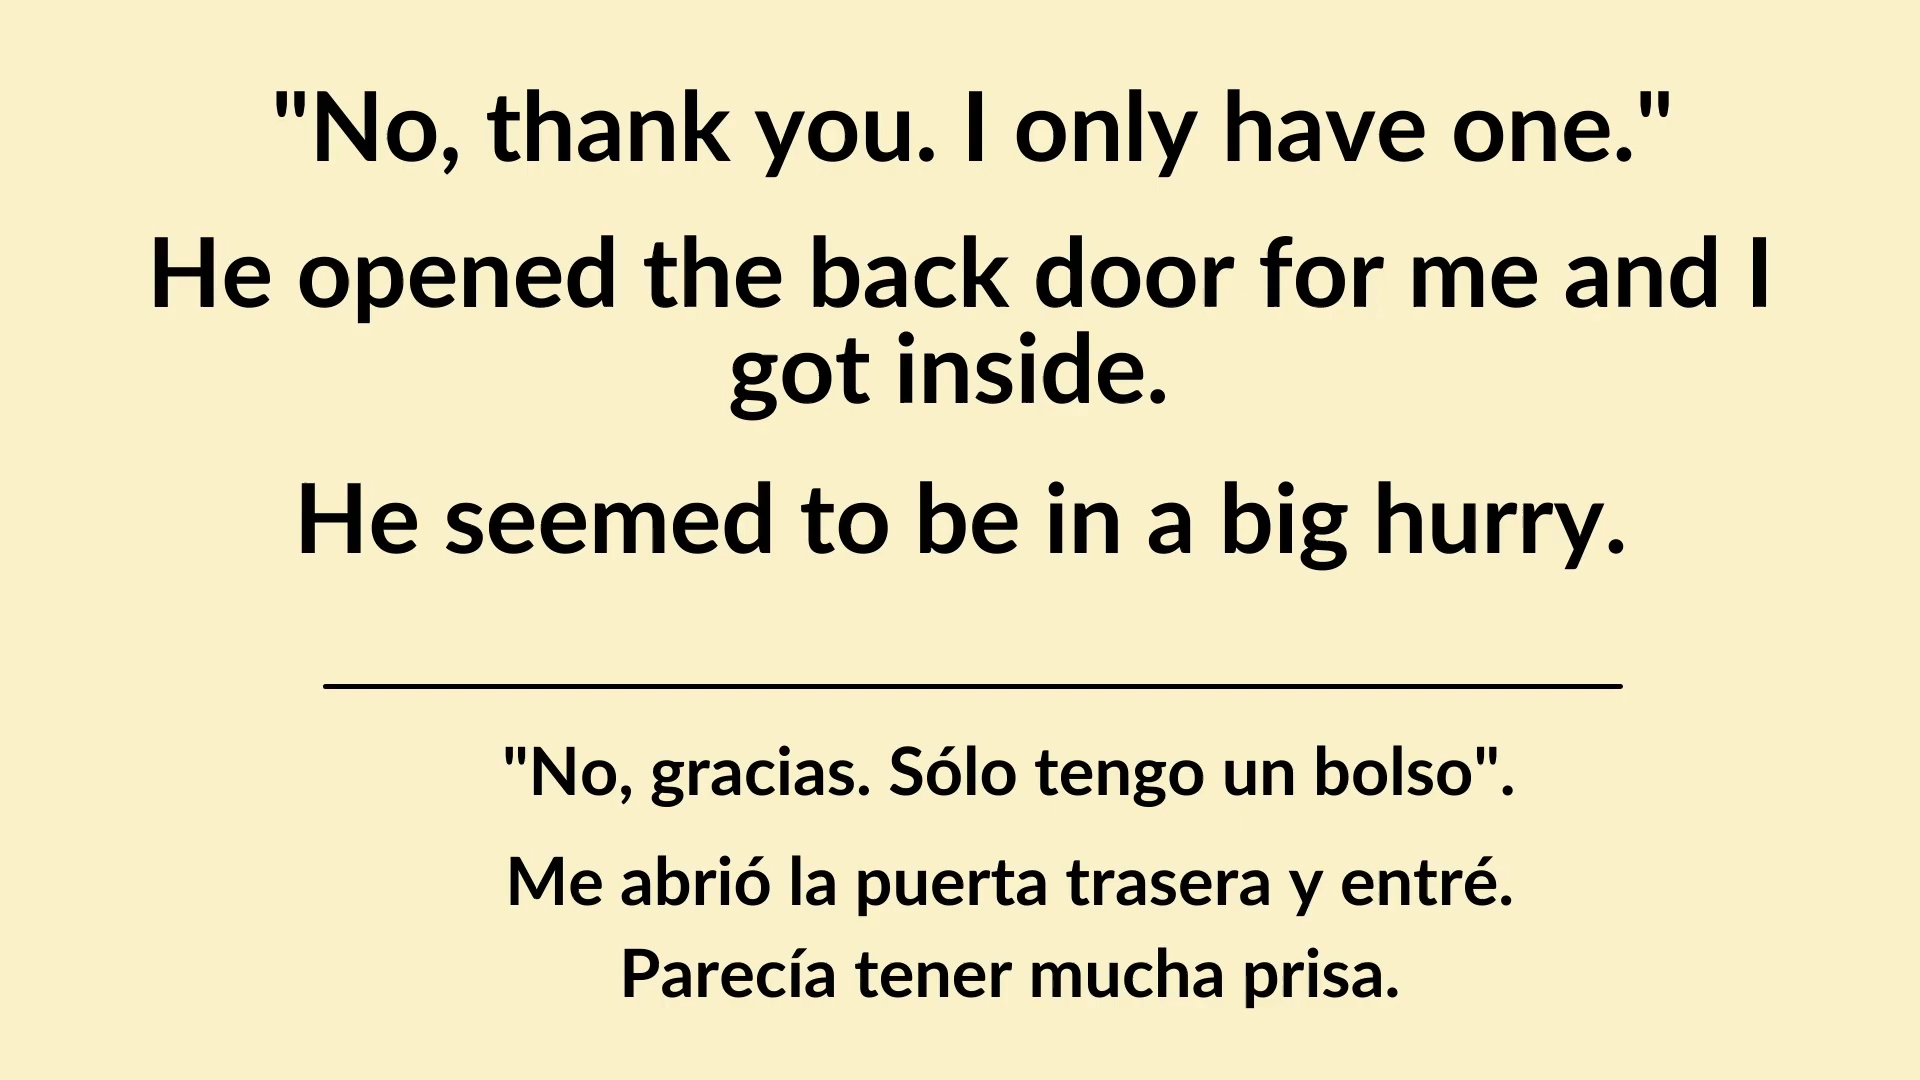 "No, thank you. I only have one."
He opened the back door for me and I
got inside.
He seemed to be in a big hurry.
"No, gracias. Sólo tengo un bolso".
Me abrió la puerta trasera y entré.
Parecía tener mucha prisa.